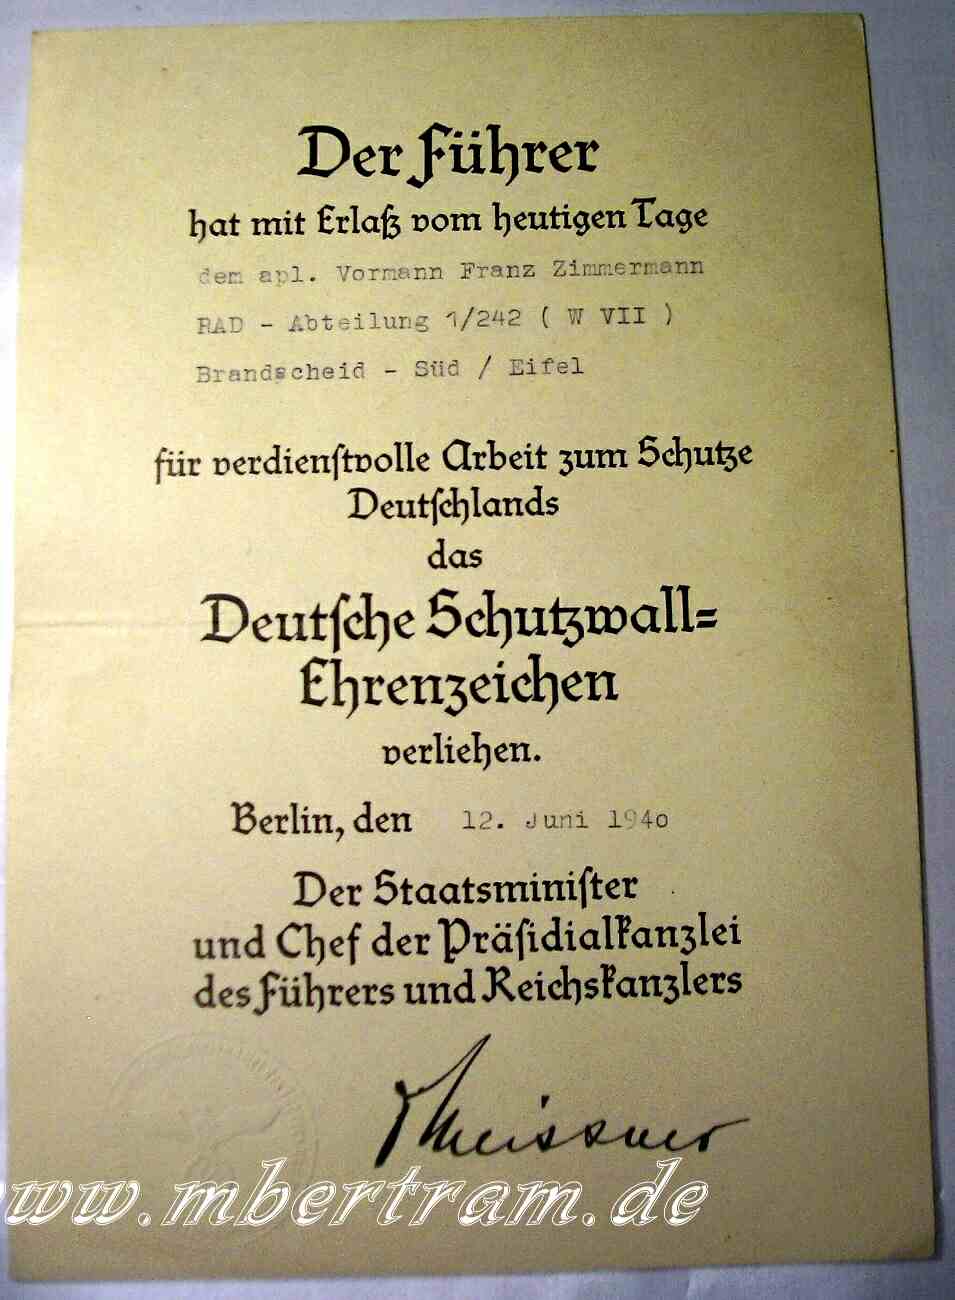 Der Führer
hat mit Erlaß vom heutigen Tage
dem apl. Vormann Franz Zimmermann
RAD - Abteilung 1/242 ( W VII )
Brandscheid - Süd / Eifel
für verdienſtvolle Arbeit zum Schutze
Deutſchlands
das
Deutſche Schutzwall=
Ehrenzeichen
verliehen.
Berlin, den 12. Juni 1940
Der Staatsminiſter
und Chef der Präſidialkanzlei
des Führers und Reichskanzlers
Meissner
www.mbertram.de